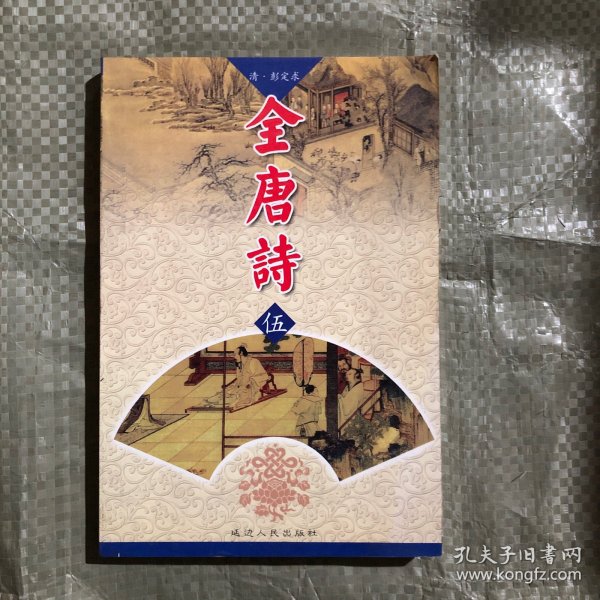 清·彭定求
全唐詩
伍
延边人民出版社
孔夫子旧书网
www.kongfz.com